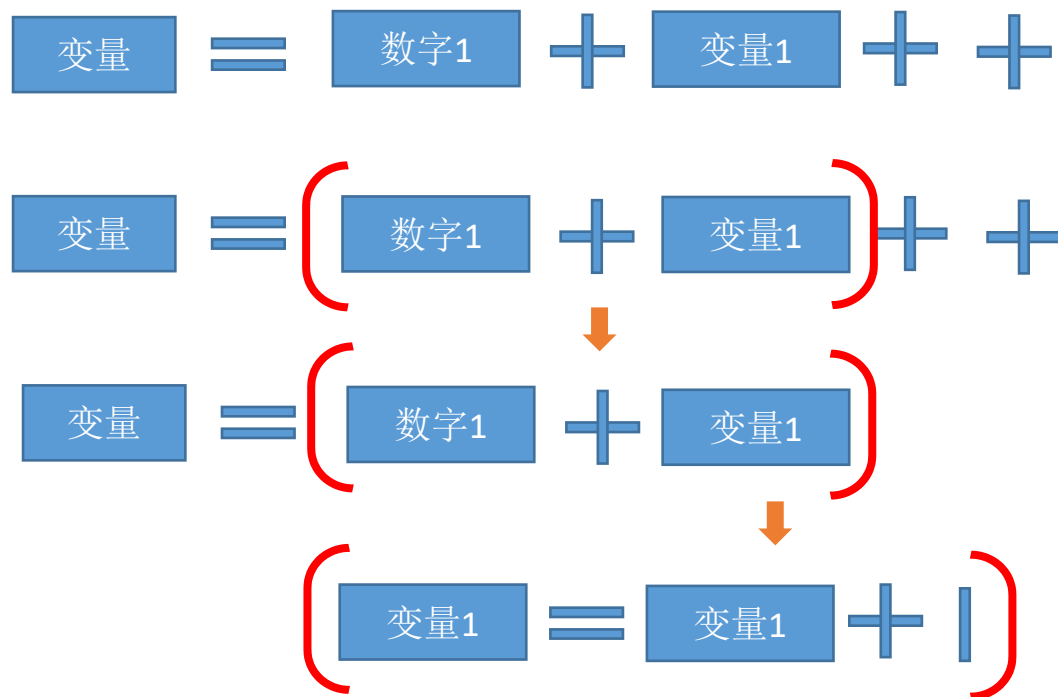 变量 = 数字1 + 变量1 + +
变量 = ( 数字1 + 变量1 ) + +
变量 = ( 数字1 + 变量1 )
( 变量1 = 变量1 + 1 )